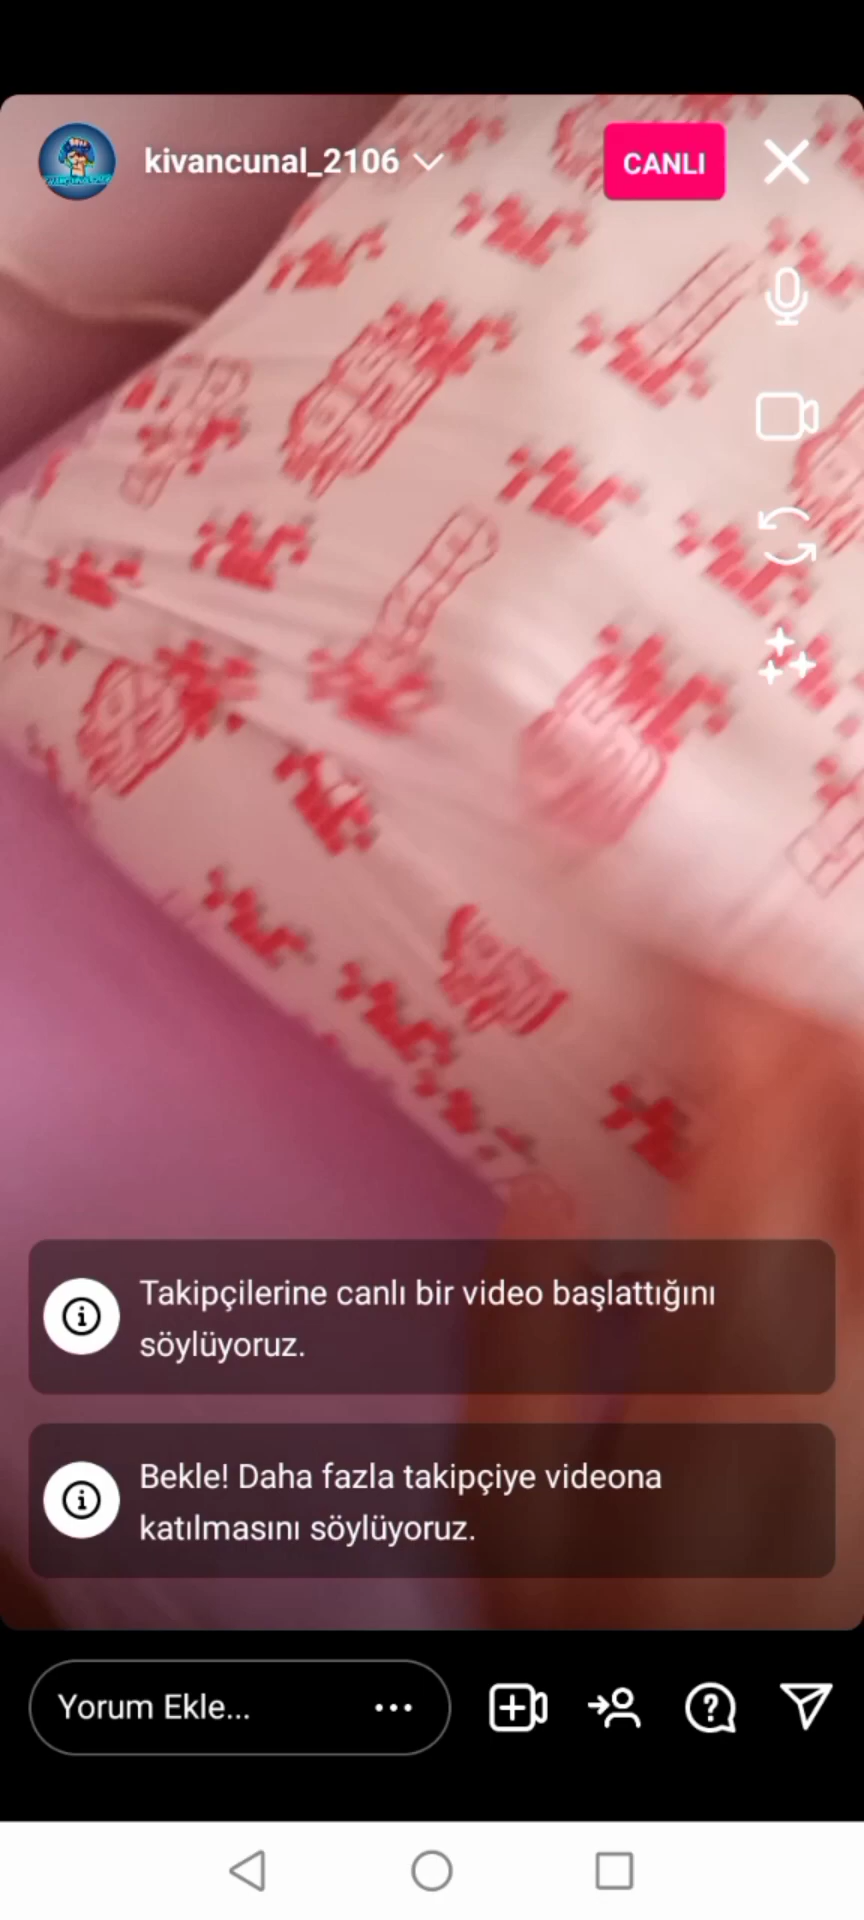 kivancunal_2106
CANLI
Takipçilerine canlı bir video başlattığını
söylüyoruz.
Bekle! Daha fazla takipçiye videona
katılmasını söylüyoruz.
Yorum Ekle...